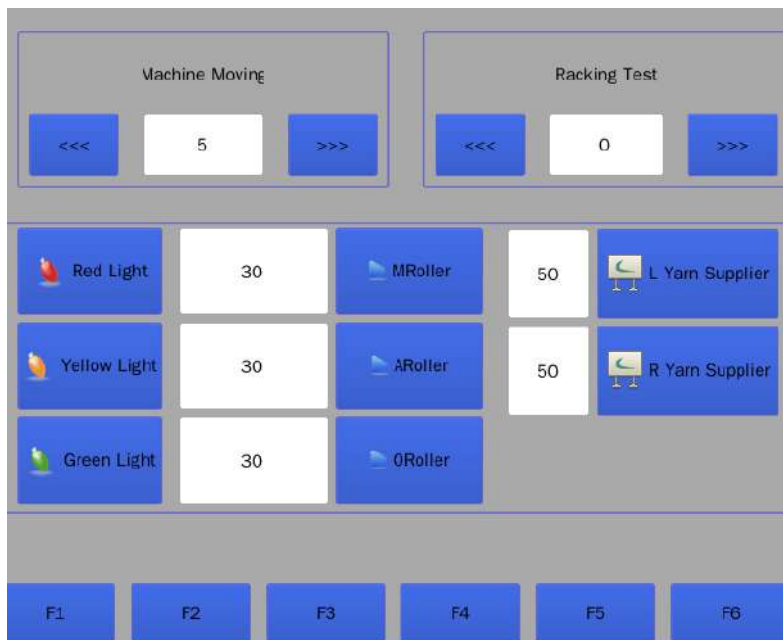 Machine Moving
Racking Test
<<< 5 >>>
<<< 0 >>>
Red Light 30 MRoller 50 L Yarn Supplier
Yellow Light 30 ARoller 50 R Yarn Supplier
Green Light 30 ORoller
F1 F2 F3 F4 F5 F6